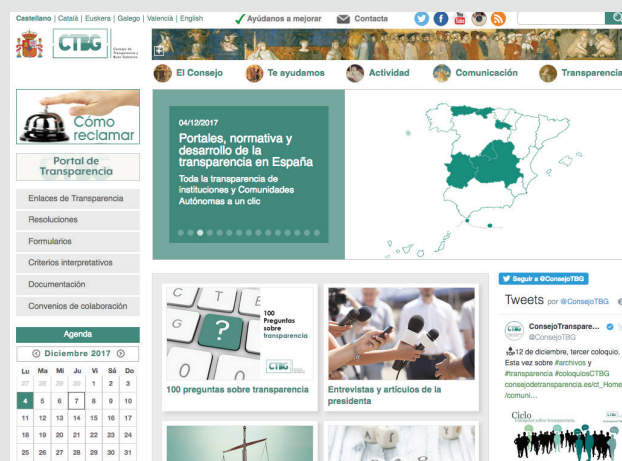 Castellano | Català | Euskera | Galego | Valencià | English
Ayúdanos a mejorar
Contacta
CTBG
Consejo de
Transparencia y
Buen Gobierno
El Consejo
Te ayudamos
Actividad
Comunicación
Transparencia
Cómo
reclamar
Portal de
Transparencia
Enlaces de Transparencia
Resoluciones
Formularios
Criterios interpretativos
Documentación
Convenios de colaboración
Agenda
Diciembre 2017
Lu Ma Mi Ju Vi Sá Do
27 28 29 30 1 2 3
4 5 6 7 8 9 10
11 12 13 14 15 16 17
18 19 20 21 22 23 24
25 26 27 28 29 30 31
04/12/2017
Portales, normativa y
desarrollo de la
transparencia en España
Toda la transparencia de
instituciones y Comunidades
Autónomas a un clic
C T E
G ?
100
Preguntas
sobre
transparencia
CTBG
100 preguntas sobre transparencia
Entrevistas y artículos de la
presidenta
Seguir a @ConsejoTBG
Tweets por @ConsejoTBG
ConsejoTranspare...
@ConsejoTBG
12 de diciembre, tercer coloquio.
Esta vez sobre #archivos y
#transparencia #coloquiosCTBG
consejodetransparencia.es/ct_Home
/comuni...
Ciclo
Coloquios sobre transparencia